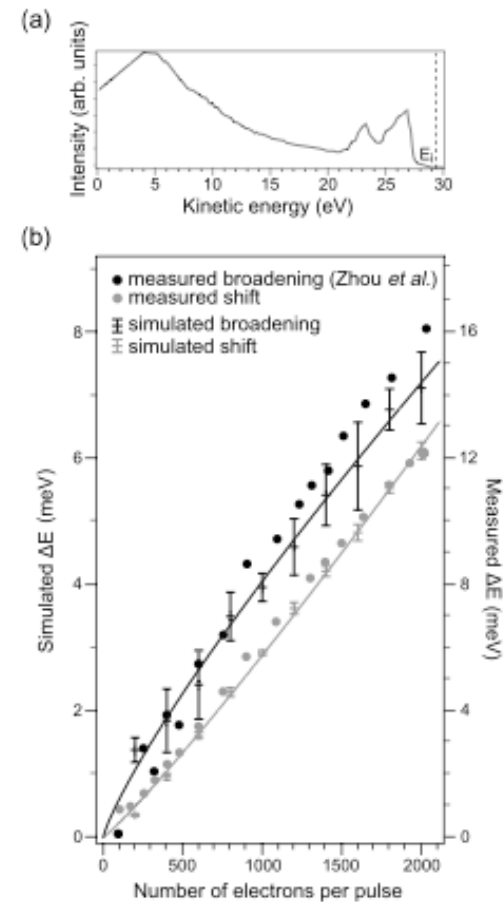 (a)
Intensity (arb. units)
E_i
0 5 10 15 20 25 30
Kinetic energy (eV)
(b)
measured broadening (Zhou et al.)
measured shift
simulated broadening
simulated shift
8
6
4
2
0
Simulated ΔE (meV)
16
12
8
4
0
Measured ΔE (meV)
0 500 1000 1500 2000
Number of electrons per pulse